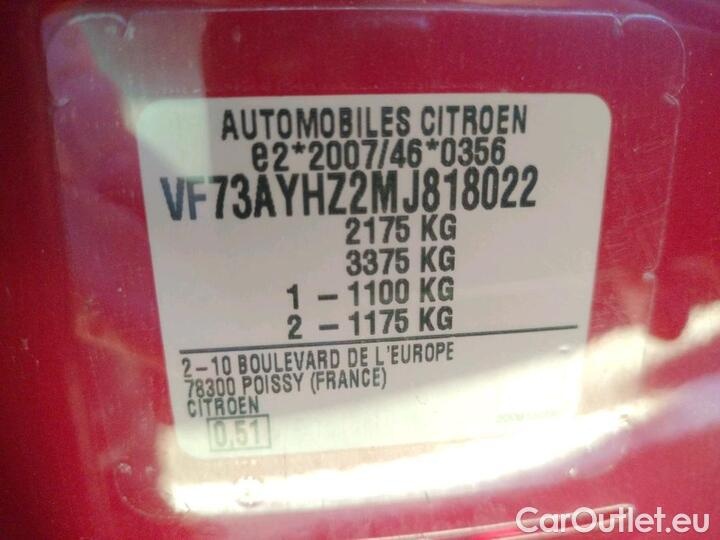 AUTOMOBILES CITROEN
e2*2007/46*0356
VF73AYHZ2MJ818022
2175 KG
3375 KG
1 - 1100 KG
2 - 1175 KG
2-10 BOULEVARD DE L'EUROPE
78300 POISSY (FRANCE)
CITROEN
0,51
CarOutlet.eu